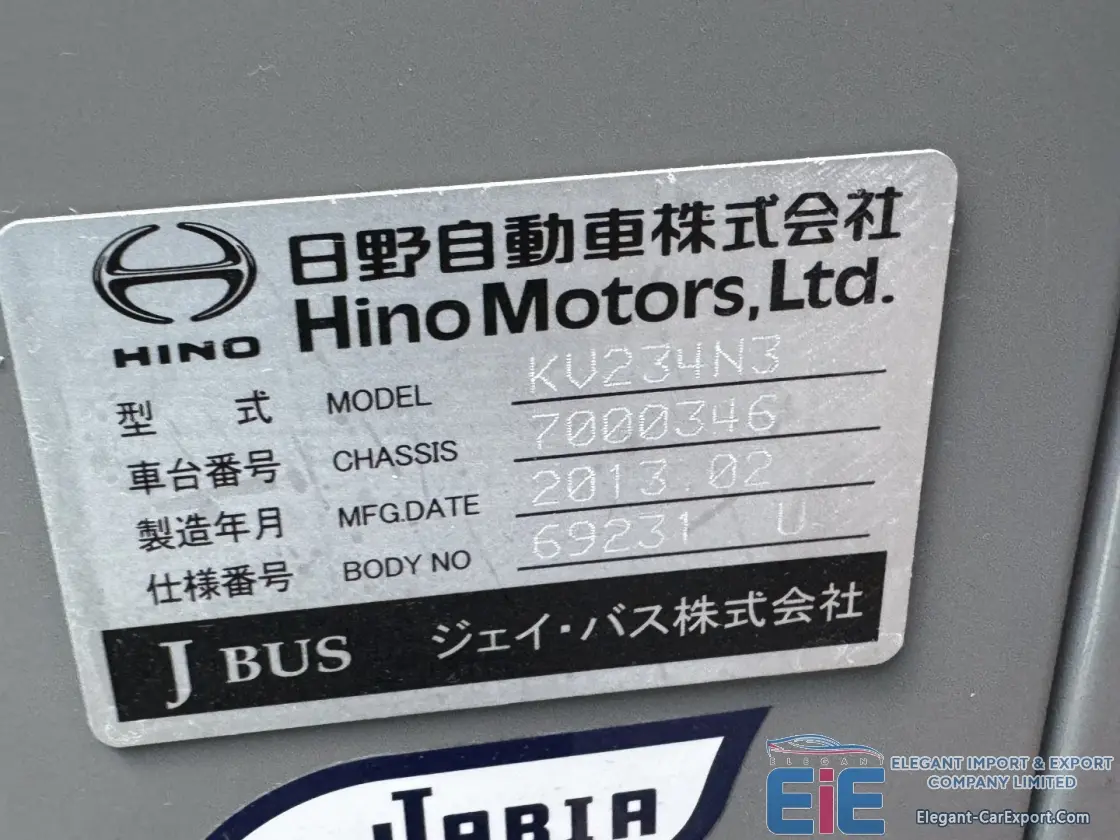 日野自動車株式会社
Hino Motors, Ltd.
HINO
型 式 MODEL KV234N3
車台番号 CHASSIS 7000346
製造年月 MFG.DATE 2013.02
仕様番号 BODY NO 69231 U
J BUS ジェイ・バス株式会社
JABIA
ELEGANT
EiE
ELEGANT IMPORT & EXPORT
COMPANY LIMITED
Elegant-CarExport.Com